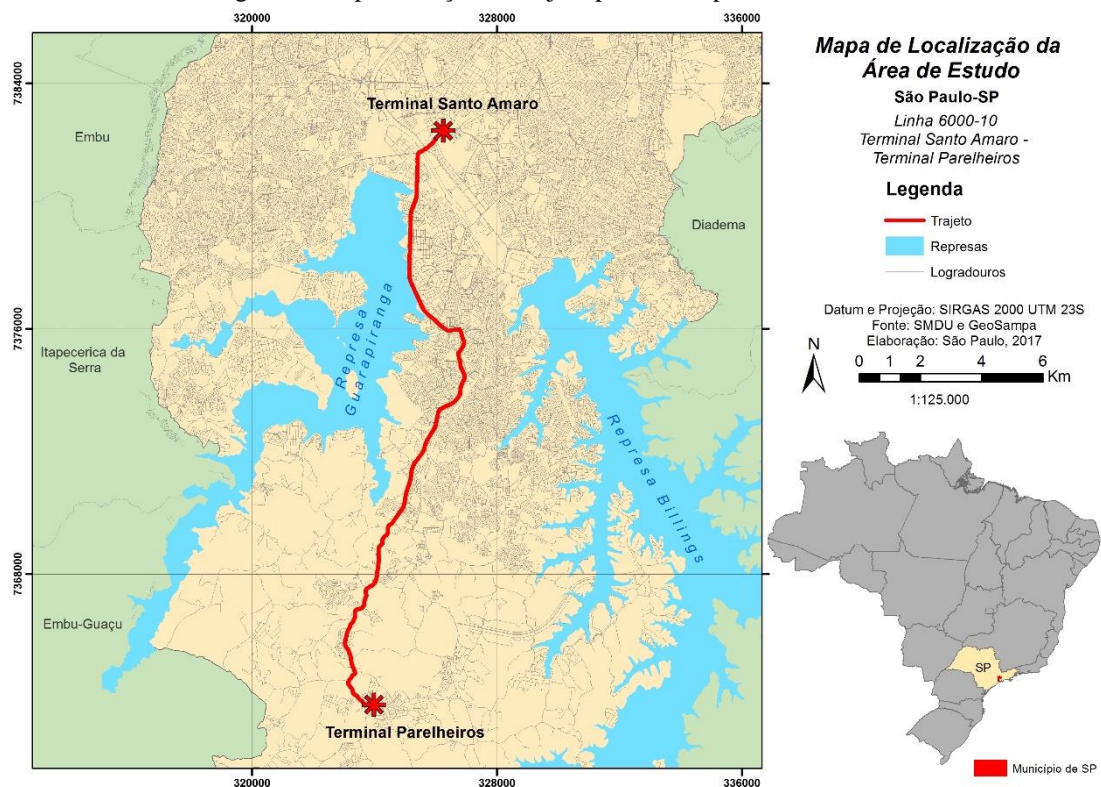 320000
328000
336000
7384000
7376000
7368000
Terminal Santo Amaro
Embu
Diadema
Itapecerica da
Serra
Represa
Guarapiranga
Represa Billings
Embu-Guaçu
Terminal Parelheiros
320000
328000
336000
Mapa de Localização da
Área de Estudo
São Paulo-SP
Linha 6000-10
Terminal Santo Amaro -
Terminal Parelheiros
Legenda
Trajeto
Represas
Logradouros
Datum e Projeção: SIRGAS 2000 UTM 23S
Fonte: SMDU e GeoSampa
Elaboração: São Paulo, 2017
N
0 1 2 4 6
Km
1:125.000
SP
Município de SP